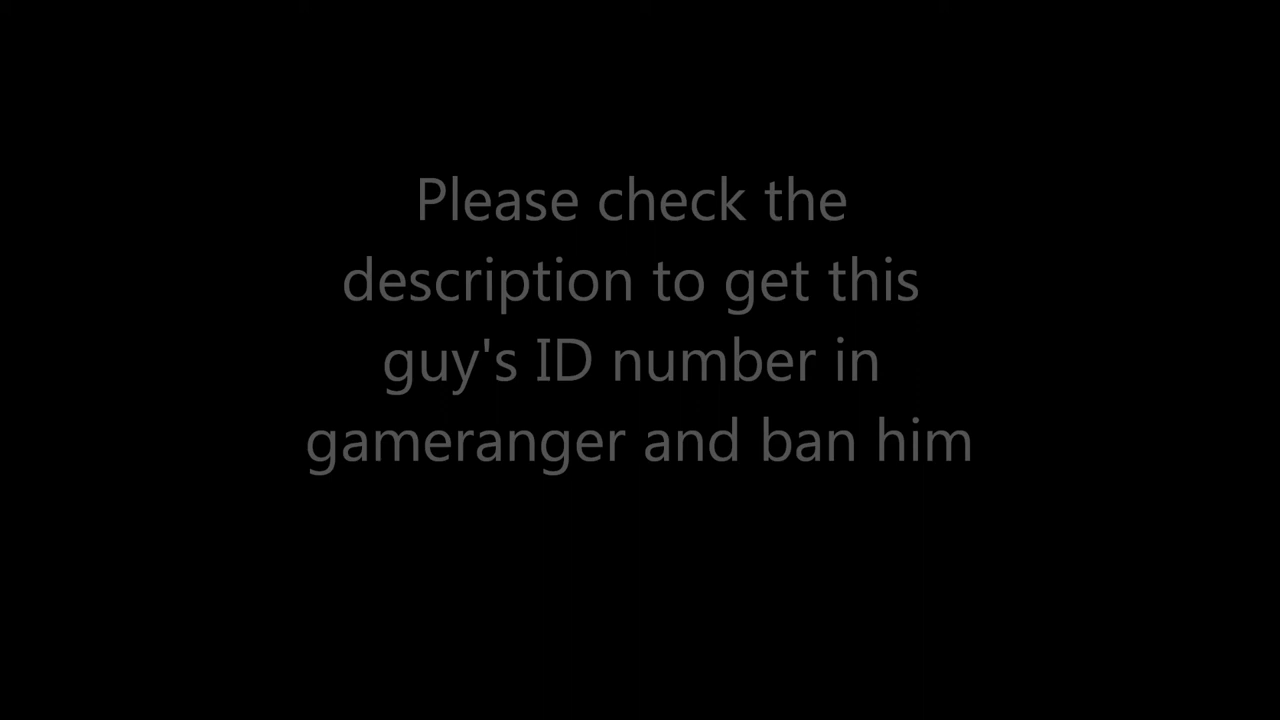 Please check the
description to get this
guy's ID number in
gameranger and ban him